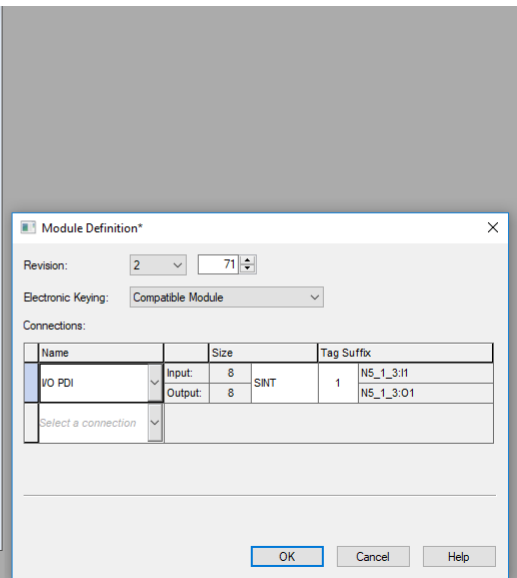 Module Definition*
Revision: 2 71
Electronic Keying: Compatible Module
Connections:
Name Size Tag Suffix
I/O PDI Input: 8 SINT 1 N5_1_3:I1
Output: 8 N5_1_3:O1
Select a connection
OK Cancel Help